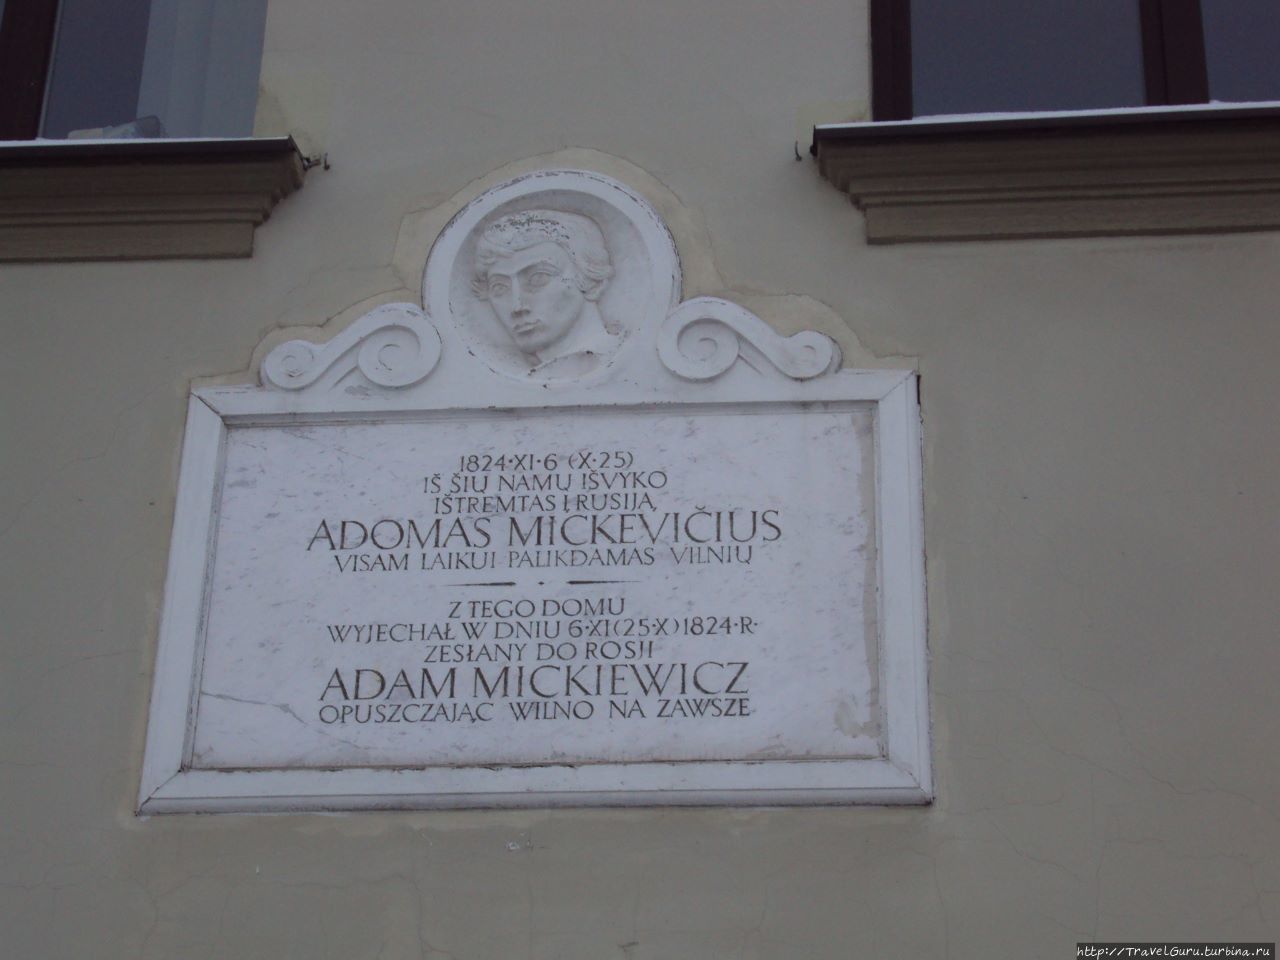 1824·XI·6 (X·25)
IŠ ŠIŲ NAMŲ IŠVYKO
IŠTREMTAS Į RUSIJĄ
ADOMAS MICKEVIČIUS
VISAM LAIKUI PALIKDAMAS VILNIŲ
Z TEGO DOMU
WYJECHAŁ W DNIU 6·XI(25·X)1824·R·
ZESŁANY DO ROSJI
ADAM MICKIEWICZ
OPUSZCZAJĄC WILNO NA ZAWSZE
http://TravelGuru.turbina.ru